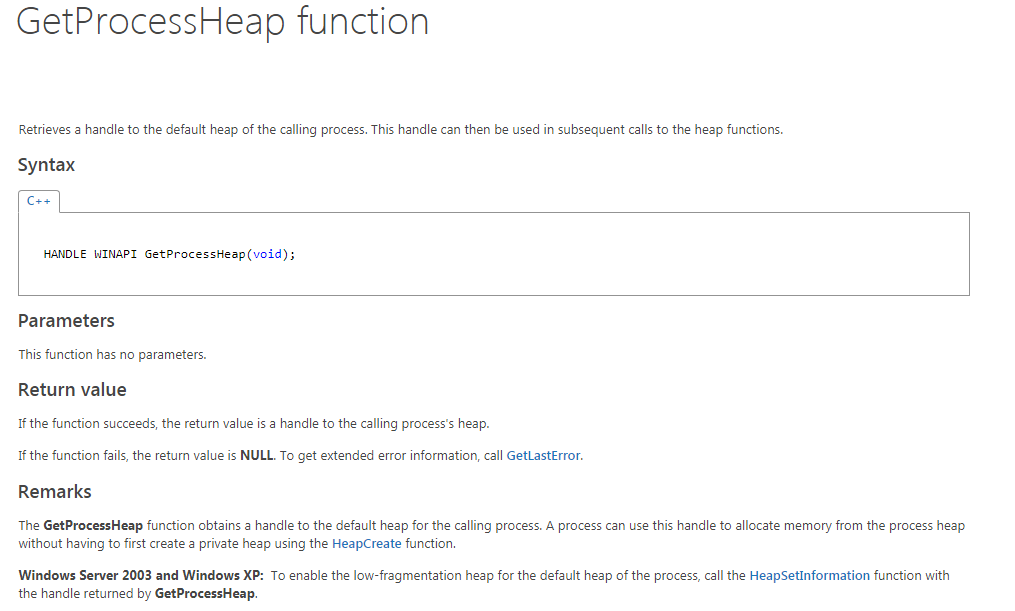 GetProcessHeap function
Retrieves a handle to the default heap of the calling process. This handle can then be used in subsequent calls to the heap functions.
Syntax
C++
HANDLE WINAPI GetProcessHeap(void);
Parameters
This function has no parameters.
Return value
If the function succeeds, the return value is a handle to the calling process's heap.
If the function fails, the return value is NULL. To get extended error information, call GetLastError.
Remarks
The GetProcessHeap function obtains a handle to the default heap for the calling process. A process can use this handle to allocate memory from the process heap
without having to first create a private heap using the HeapCreate function.
Windows Server 2003 and Windows XP:  To enable the low-fragmentation heap for the default heap of the process, call the HeapSetInformation function with
the handle returned by GetProcessHeap.